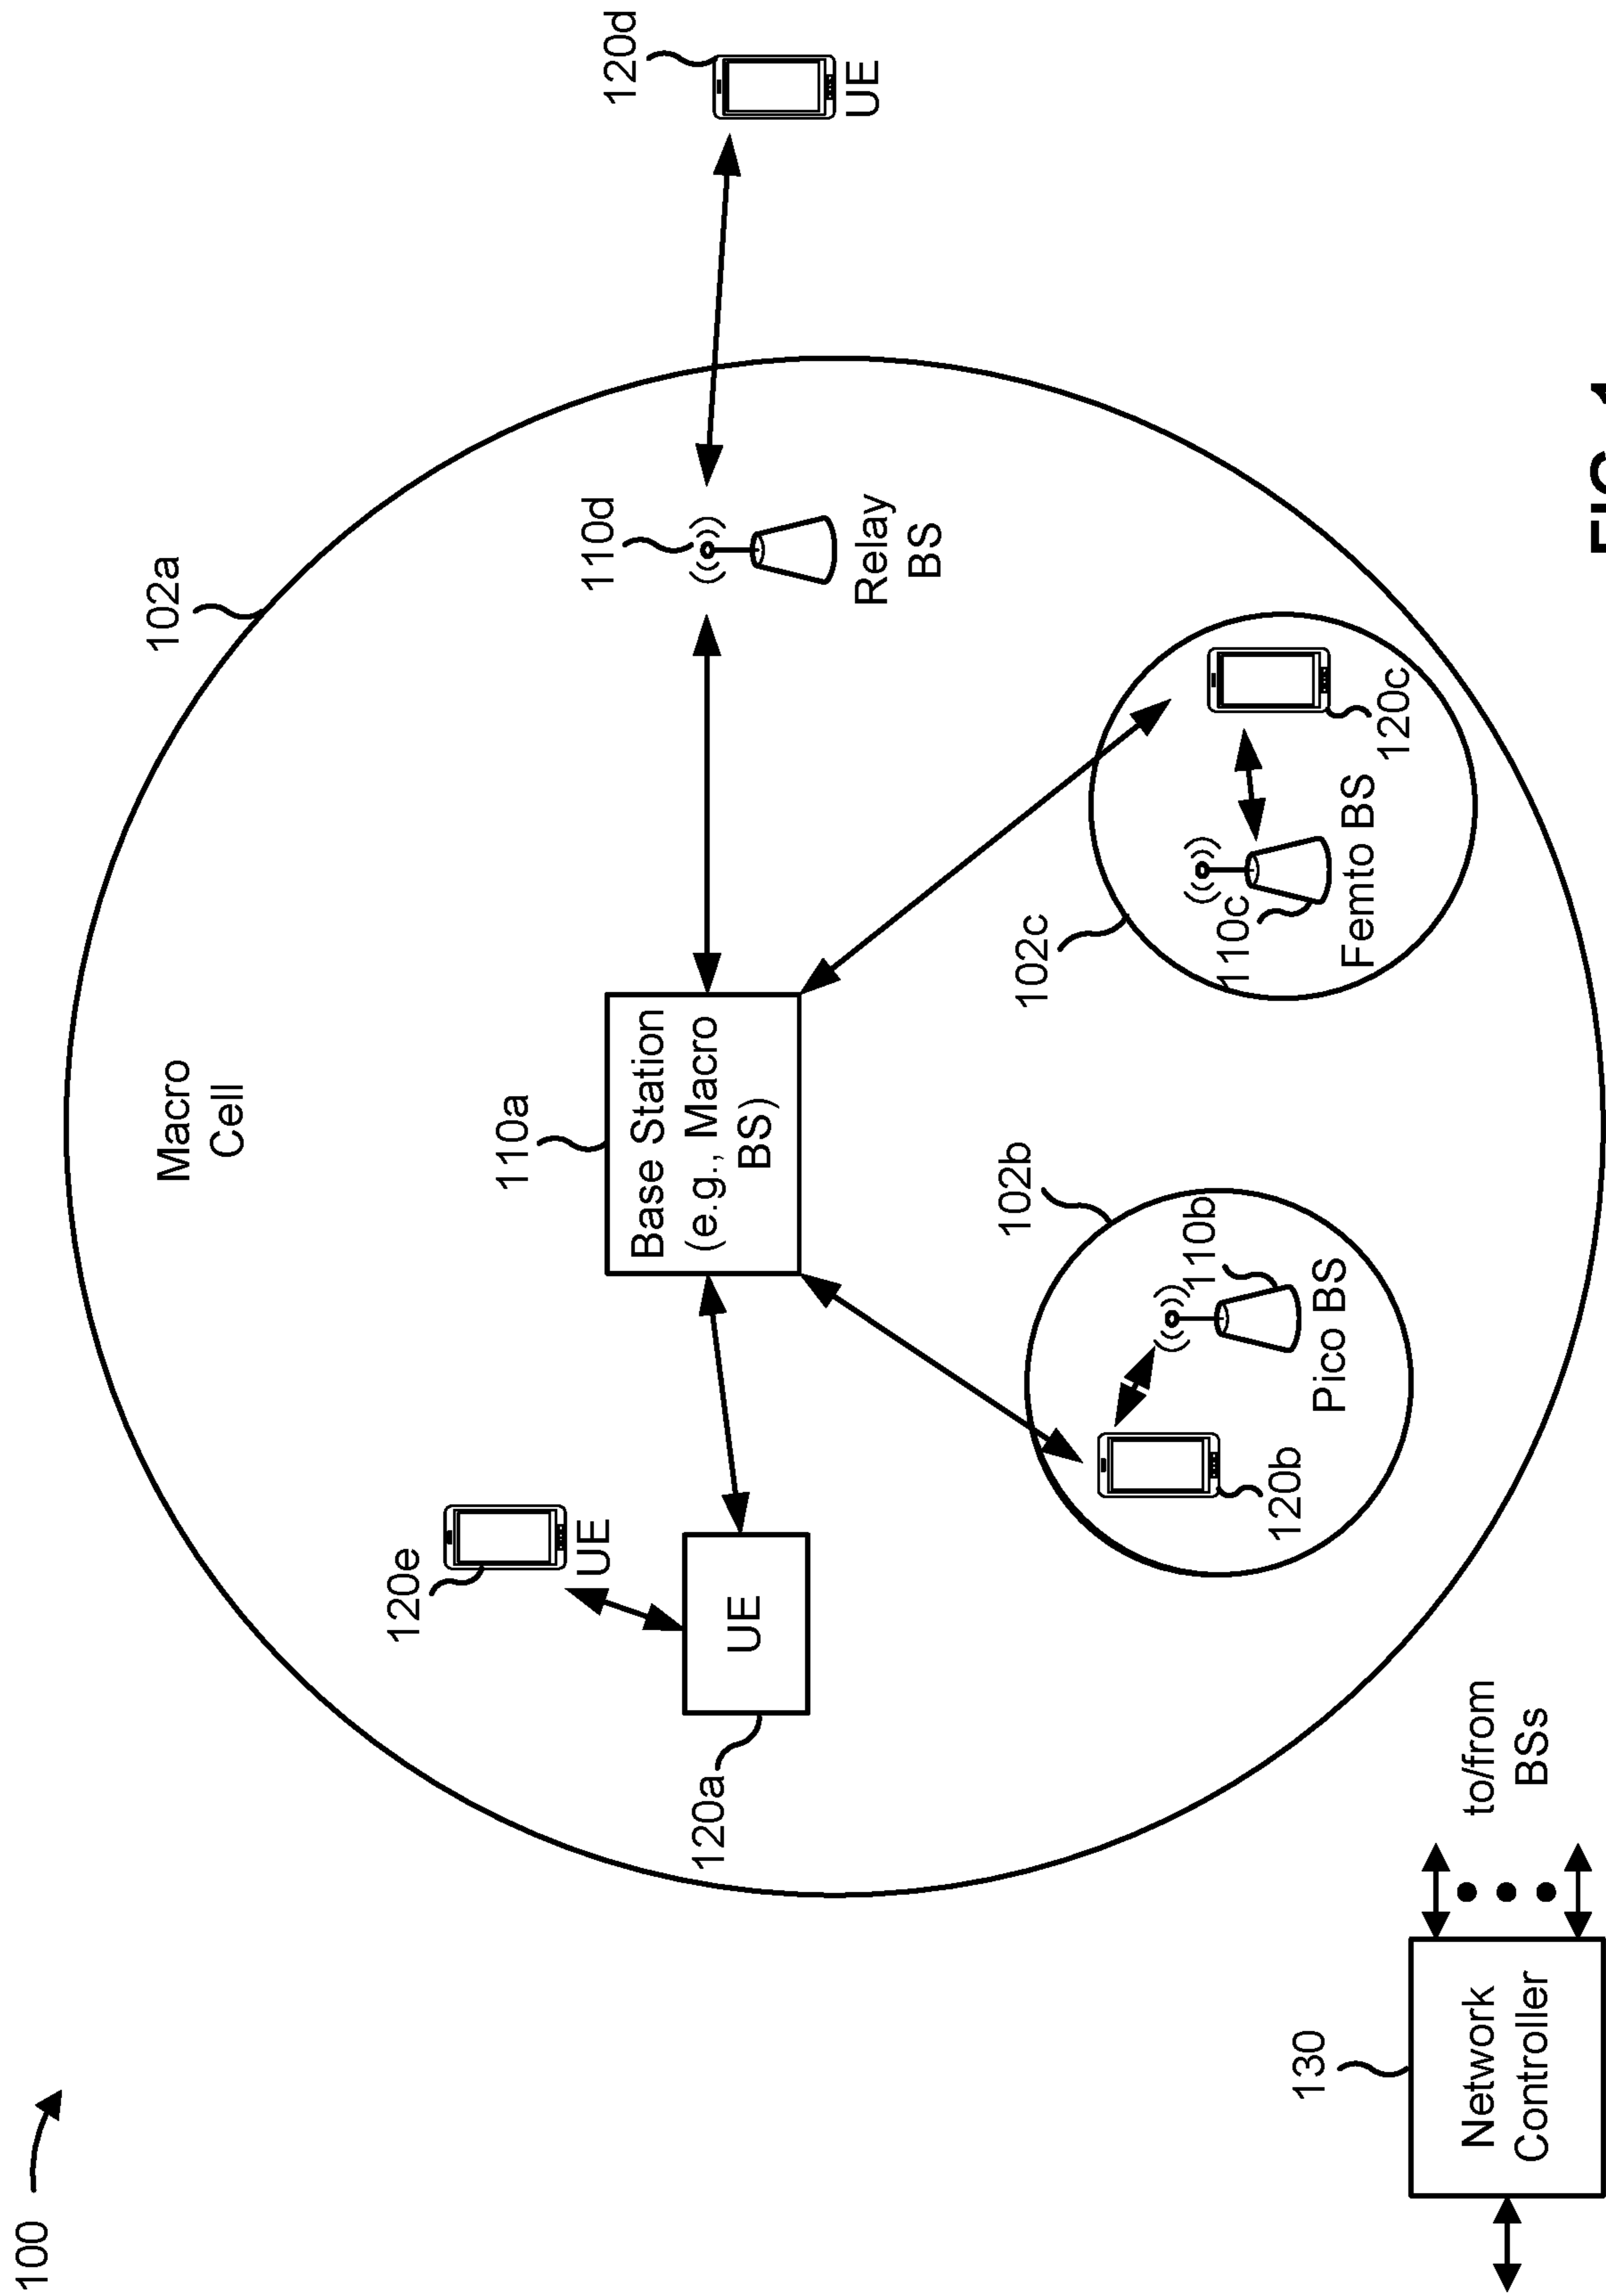 100
Macro
Cell
102a
110a
Base Station
(e.g., Macro
BS)
110d
Relay
BS
120d
UE
120e
UE
UE
120a
102b
110b
Pico BS
120b
102c
110c
Femto BS
120c
130
Network
Controller
to/from
BSs